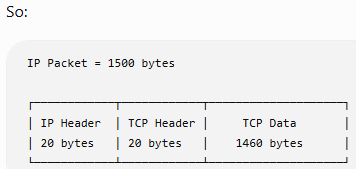 So:
IP Packet = 1500 bytes
IP Header | TCP Header | TCP Data
20 bytes | 20 bytes | 1460 bytes